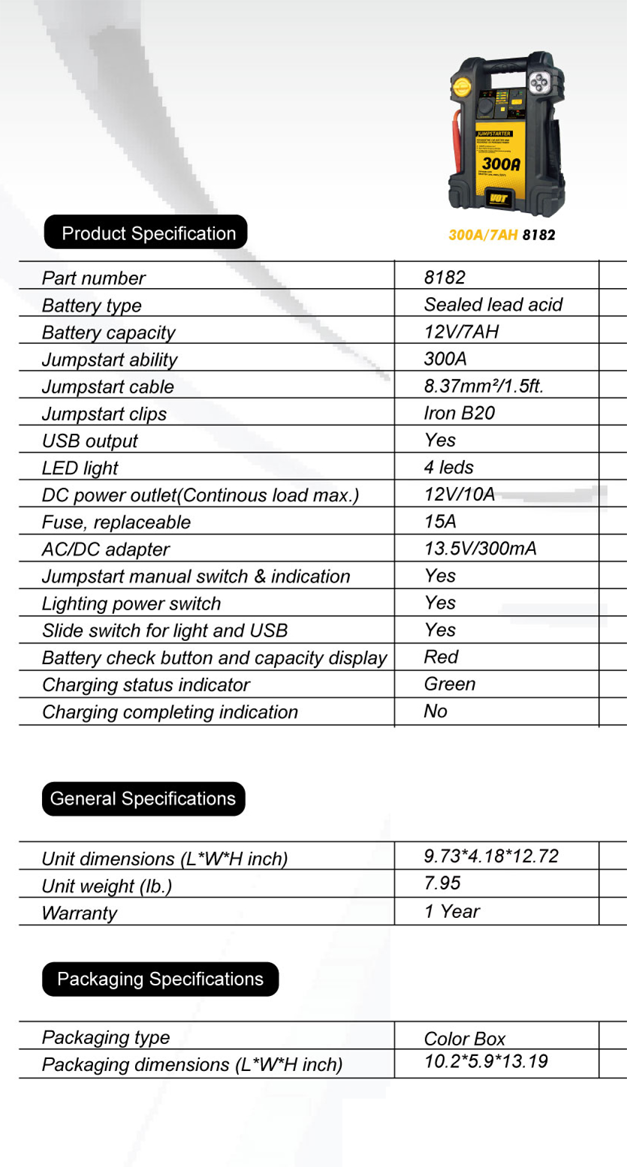 JUMPSTARTER
300A
VOT
300A/7AH 8182
Product Specification
Part number 8182
Battery type Sealed lead acid
Battery capacity 12V/7AH
Jumpstart ability 300A
Jumpstart cable 8.37mm²/1.5ft.
Jumpstart clips Iron B20
USB output Yes
LED light 4 leds
DC power outlet(Continous load max.) 12V/10A
Fuse, replaceable 15A
AC/DC adapter 13.5V/300mA
Jumpstart manual switch & indication Yes
Lighting power switch Yes
Slide switch for light and USB Yes
Battery check button and capacity display Red
Charging status indicator Green
Charging completing indication No
General Specifications
Unit dimensions (L*W*H inch) 9.73*4.18*12.72
Unit weight (lb.) 7.95
Warranty 1 Year
Packaging Specifications
Packaging type Color Box
Packaging dimensions (L*W*H inch) 10.2*5.9*13.19